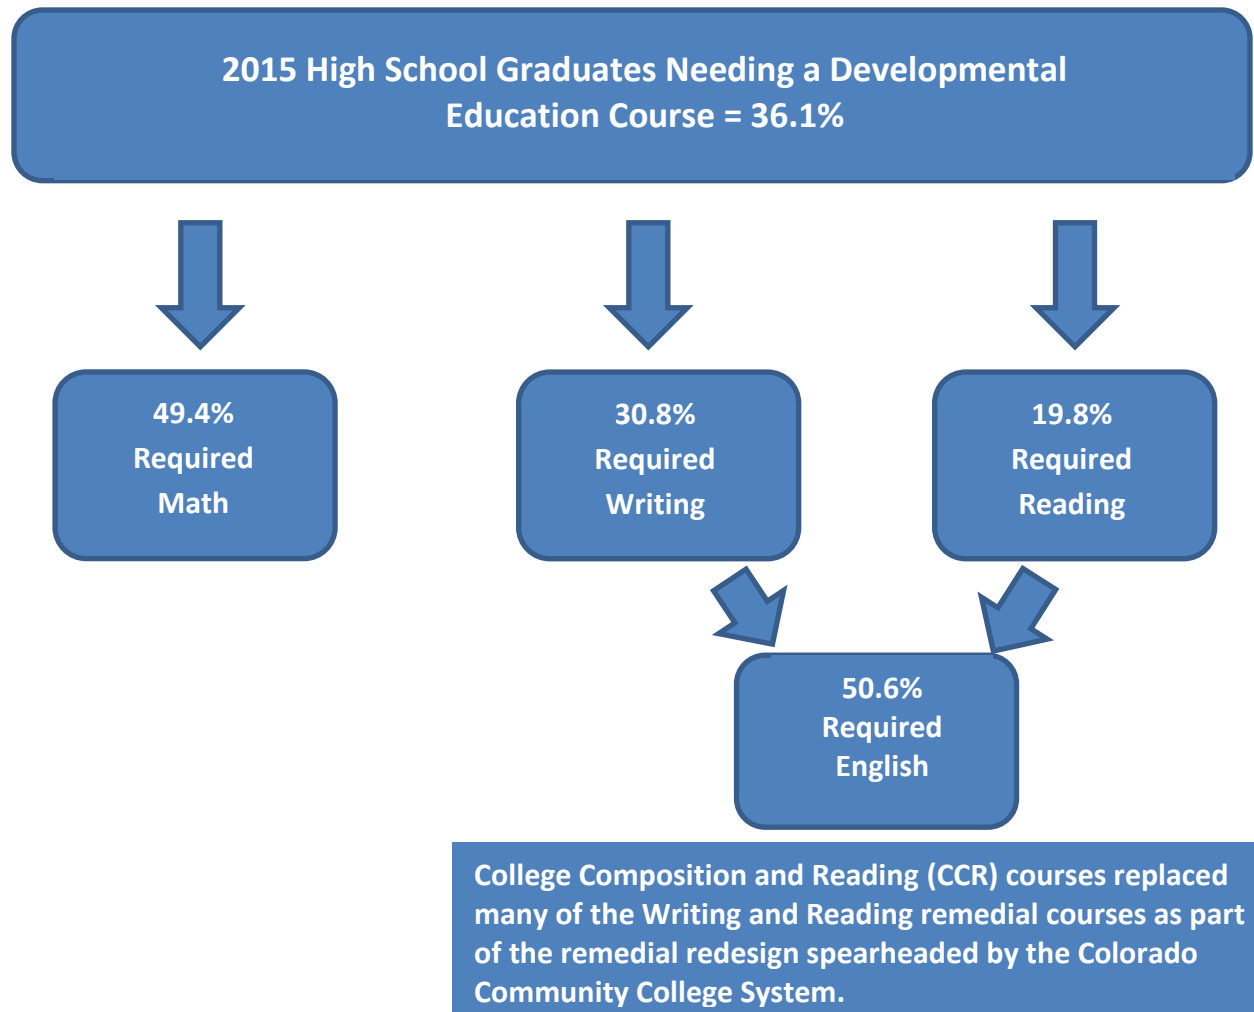 2015 High School Graduates Needing a Developmental
Education Course = 36.1%
49.4%
Required
Math
30.8%
Required
Writing
19.8%
Required
Reading
50.6%
Required
English
College Composition and Reading (CCR) courses replaced
many of the Writing and Reading remedial courses as part
of the remedial redesign spearheaded by the Colorado
Community College System.